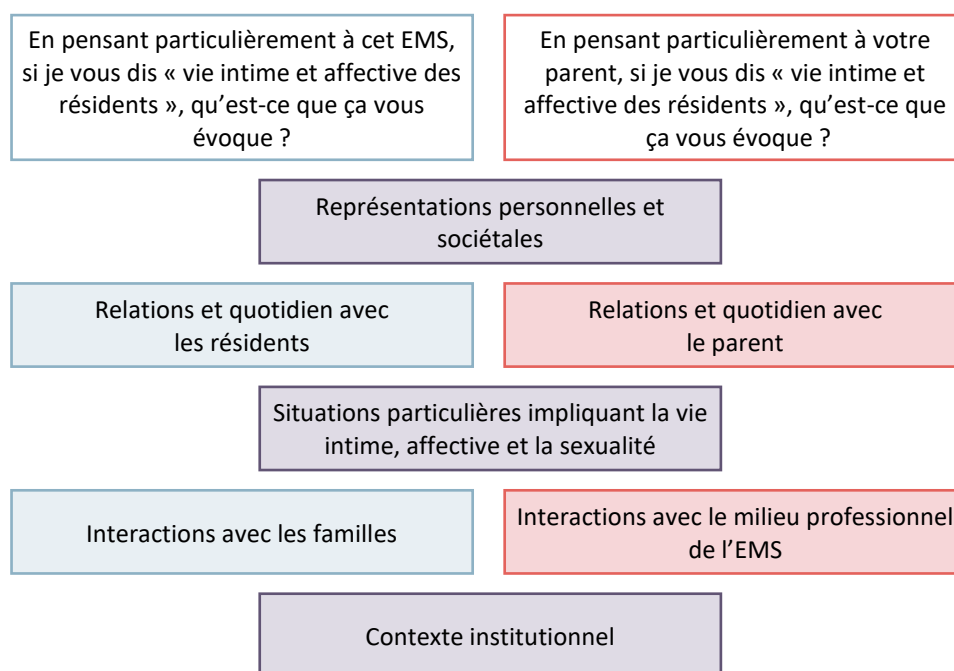 En pensant particulièrement à cet EMS,
si je vous dis « vie intime et affective des
résidents », qu’est-ce que ça vous
évoque ?
En pensant particulièrement à votre
parent, si je vous dis « vie intime et
affective des résidents », qu’est-ce que
ça vous évoque ?
Représentations personnelles et
sociétales
Relations et quotidien avec
les résidents
Relations et quotidien avec
le parent
Situations particulières impliquant la vie
intime, affective et la sexualité
Interactions avec les familles
Interactions avec le milieu professionnel
de l’EMS
Contexte institutionnel